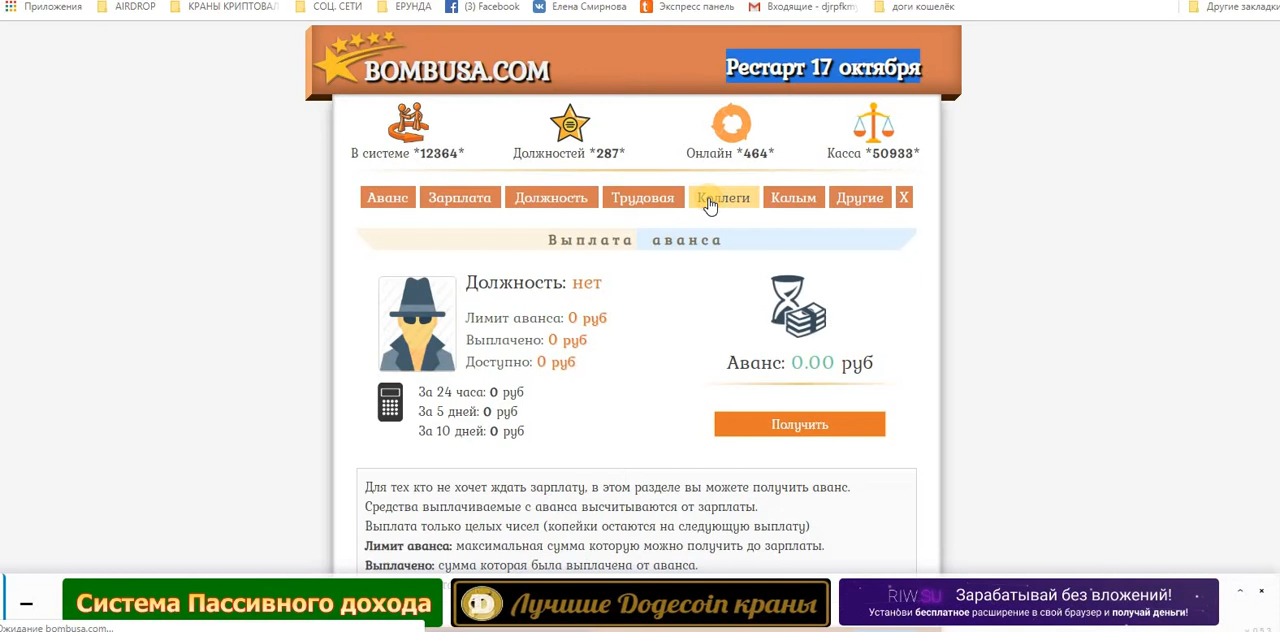 Приложения AIRDROP КРАНЫ КРИПТОВАЛ СОЦ. СЕТИ ЕРУНДА (3) Facebook Елена Смирнова Экспресс панель Входящие - djrpfkmy доги кошелёк Другие закладки
BOMBUSA.COM
Рестарт 17 октября
В системе *12364* Должностей *287* Онлайн *464* Касса *50933*
Аванс Зарплата Должность Трудовая Коллеги Калым Другие X
Выплата аванса
Должность: нет
Лимит аванса: 0 руб
Выплачено: 0 руб
Доступно: 0 руб
За 24 часа: 0 руб
За 5 дней: 0 руб
За 10 дней: 0 руб
Аванс: 0.00 руб
Получить
Для тех кто не хочет ждать зарплату, в этом разделе вы можете получить аванс.
Средства выплачиваемые с аванса высчитываются от зарплаты.
Выплата только целых чисел (копейки остаются на следующую выплату)
Лимит аванса: максимальная сумма которую можно получить до зарплаты.
Выплачено: сумма которая была выплачена от аванса.
Система Пассивного дохода
Лучшие Dogecoin краны
RIW.SU Зарабатывай без вложений!
Установи бесплатное расширение в свой браузер и получай деньги!
Ожидание bombusa.com...
v 0.5.3